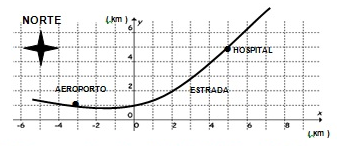 NORTE
(.km) y
6
4
HOSPITAL
AEROPORTO
2
ESTRADA
-6 -4 -2 0 2 4 6 8 x
(.km)